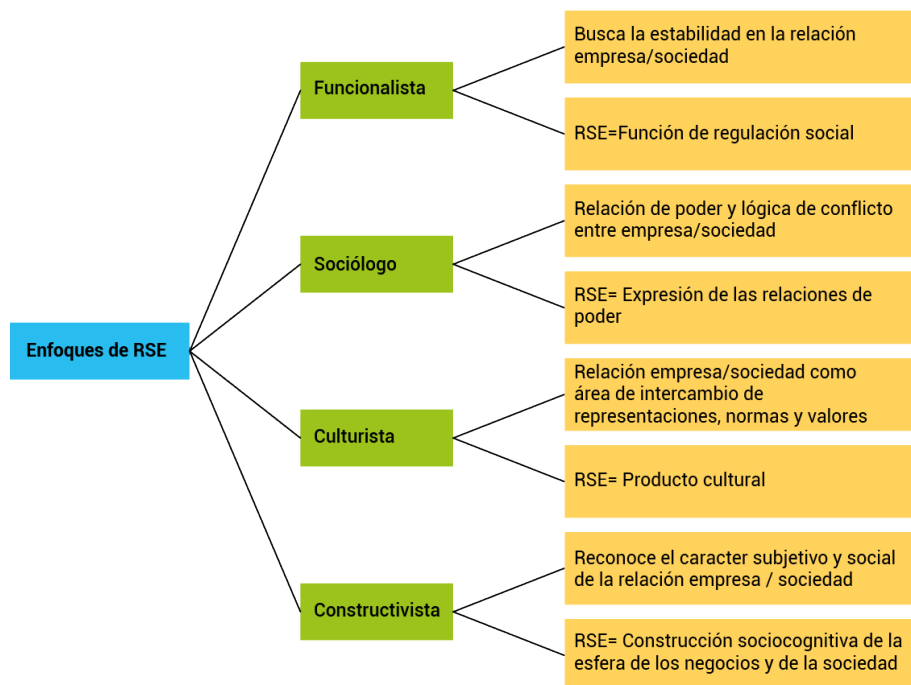 Enfoques de RSE
Funcionalista
Busca la estabilidad en la relación
empresa/sociedad
RSE=Función de regulación social
Sociólogo
Relación de poder y lógica de conflicto
entre empresa/sociedad
RSE= Expresión de las relaciones de
poder
Culturista
Relación empresa/sociedad como
área de intercambio de
representaciones, normas y valores
RSE= Producto cultural
Constructivista
Reconoce el caracter subjetivo y social
de la relación empresa / sociedad
RSE= Construcción sociocognitiva de la
esfera de los negocios y de la sociedad